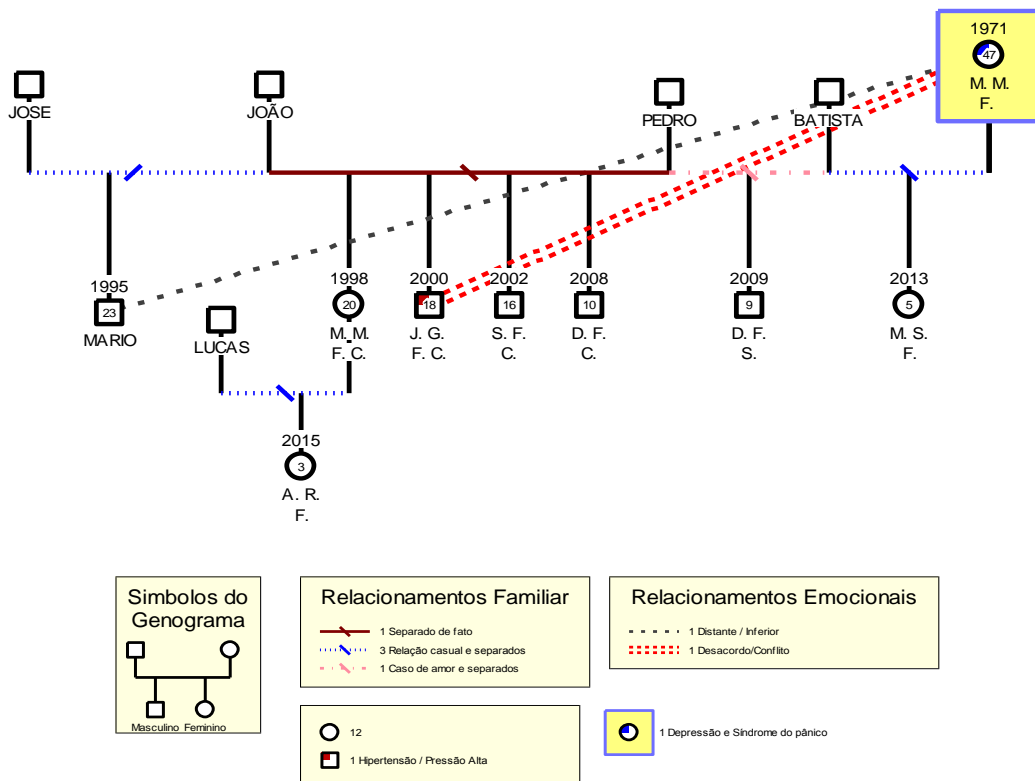 1971
47
M. M.
F.
JOSE
JOÃO
PEDRO
BATISTA
1995
23
MARIO
LUCAS
1998
20
M. M.
F. C.
2000
18
J. G.
F. C.
2002
16
S. F.
C.
2008
10
D. F.
C.
2009
9
D. F.
S.
2013
5
M. S.
F.
2015
3
A. R.
F.
Simbolos do
Genograma
Masculino Feminino
Relacionamentos Familiar
1 Separado de fato
3 Relação casual e separados
1 Caso de amor e separados
Relacionamentos Emocionais
1 Distante / Inferior
1 Desacordo/Conflito
12
1 Hipertensão / Pressão Alta
1 Depressão e Síndrome do pânico